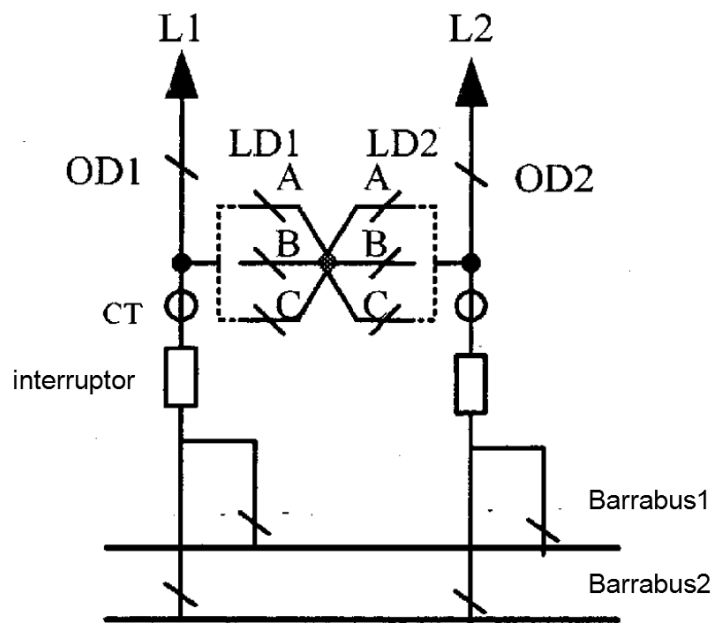 L1 L2
LD1 LD2
OD1 A A OD2
B B
C C
CT
interruptor
Barrabus1
Barrabus2